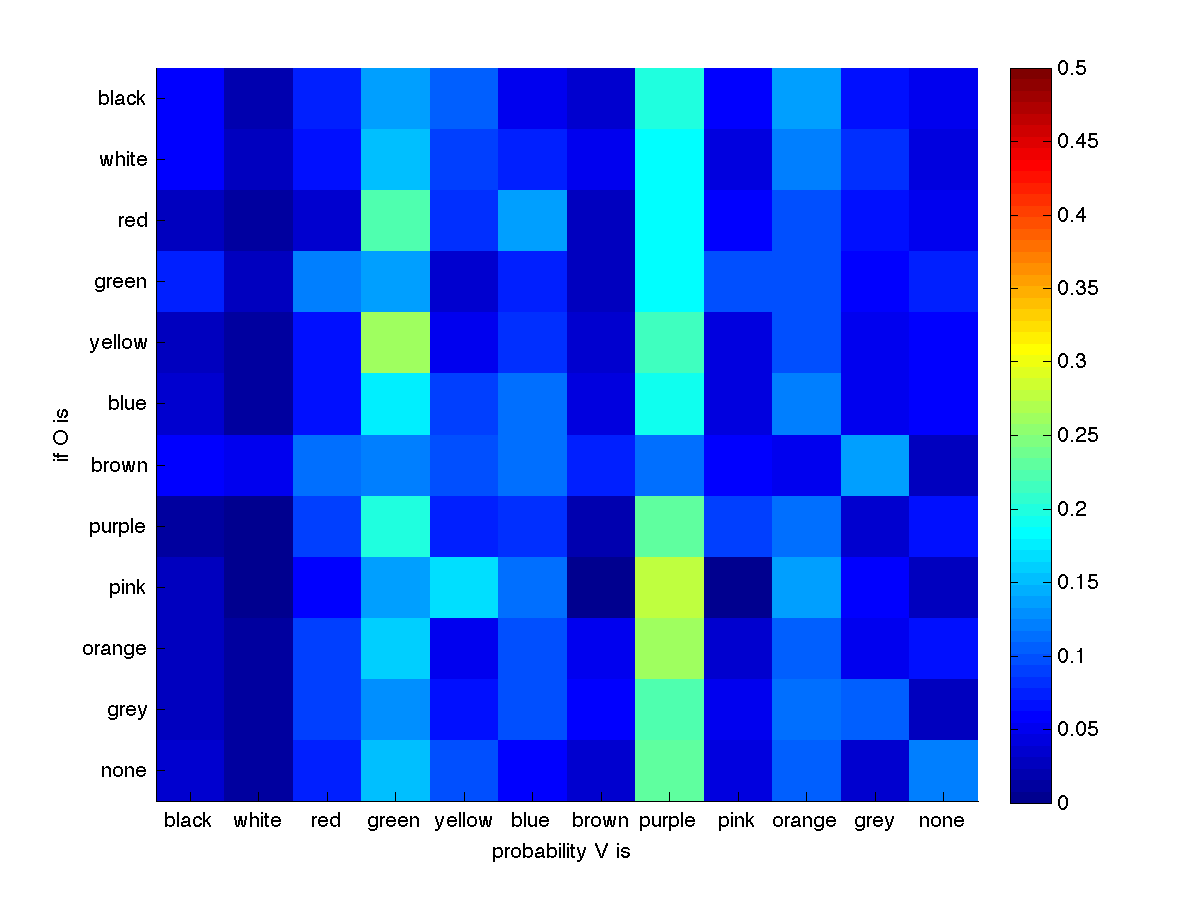 black
white
red
green
yellow
blue
brown
purple
pink
orange
grey
none
if O is
black white red green yellow blue brown purple pink orange grey none
probability V is
0.5
0.45
0.4
0.35
0.3
0.25
0.2
0.15
0.1
0.05
0